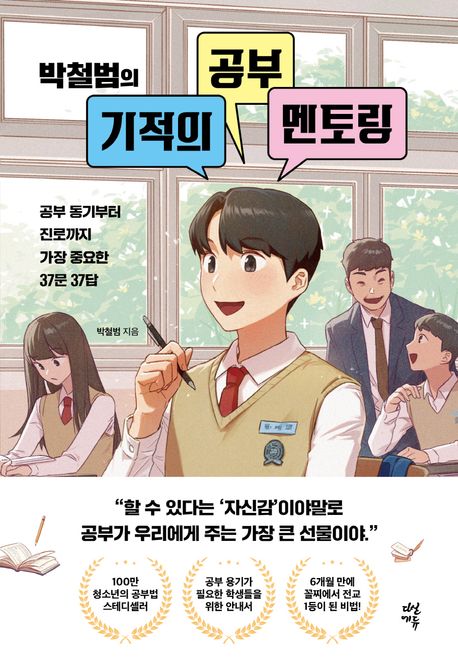 박철범의
공부
기적의
멘토링
공부 동기부터
진로까지
가장 중요한
37문 37답
박철범 지음
“할 수 있다는 ‘자신감’이야말로
공부가 우리에게 주는 가장 큰 선물이야.”
100만
청소년의 공부법
스테디셀러
공부 용기가
필요한 학생들을
위한 안내서
6개월 만에
꼴찌에서 전교
1등이 된 비법!
다산
에듀